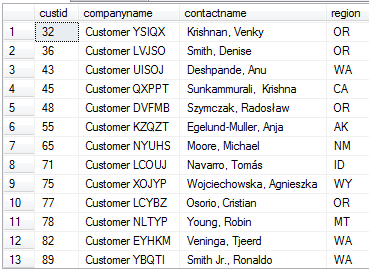 custid companyname contactname region
1 32 Customer YSIQX Krishnan, Venky OR
2 36 Customer LVJSO Smith, Denise OR
3 43 Customer UISOJ Deshpande, Anu WA
4 45 Customer QXPPT Sunkammurali, Krishna CA
5 48 Customer DVFMB Szymczak, Radosław OR
6 55 Customer KZQZT Egelund-Muller, Anja AK
7 65 Customer NYUHS Moore, Michael NM
8 71 Customer LCOUJ Navarro, Tomás ID
9 75 Customer XOJYP Wojciechowska, Agnieszka WY
10 77 Customer LCYBZ Osorio, Cristian OR
11 78 Customer NLTYP Young, Robin MT
12 82 Customer EYHKM Veninga, Tjeerd WA
13 89 Customer YBQTI Smith Jr., Ronaldo WA